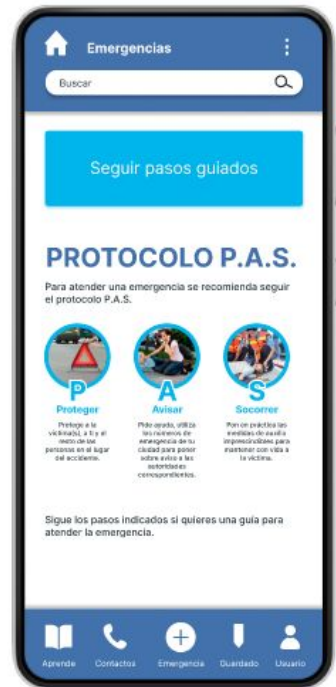 Emergencias
Buscar
Seguir pasos guiados
PROTOCOLO P.A.S.
Para atender una emergencia se recomienda seguir
el protocolo P.A.S.
P
Proteger
Protege a la
víctima(s), a ti y al
resto de las
personas en el lugar
del accidente.
A
Avisar
Pide ayuda, utiliza
los números de
emergencia de tu
ciudad para poner
sobre aviso a las
autoridades
correspondientes.
S
Socorrer
Pon en práctica las
medidas de auxilio
imprescindibles para
mantener con vida a
la víctima.
Sigue los pasos indicados si quieres una guía para
atender la emergencia.
Aprende
Contactos
Emergencia
Guardado
Usuario